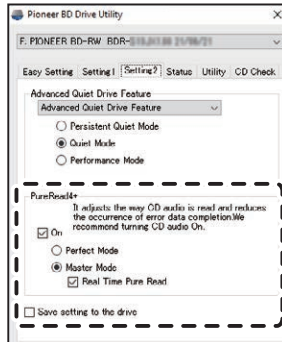 Pioneer BD Drive Utility
F. PIONEER BD-RW BDR- 21/06/21
Easy Setting Setting1 Setting2 Status Utility CD Check
Advanced Quiet Drive Feature
Advanced Quiet Drive Feature
Persistent Quiet Mode
Quiet Mode
Performance Mode
PureRead4+
It adjusts the way CD audio is read and reduces
the occurrence of error data completion.We
recommend turning CD audio On.
On
Perfect Mode
Master Mode
Real Time Pure Read
Save setting to the drive